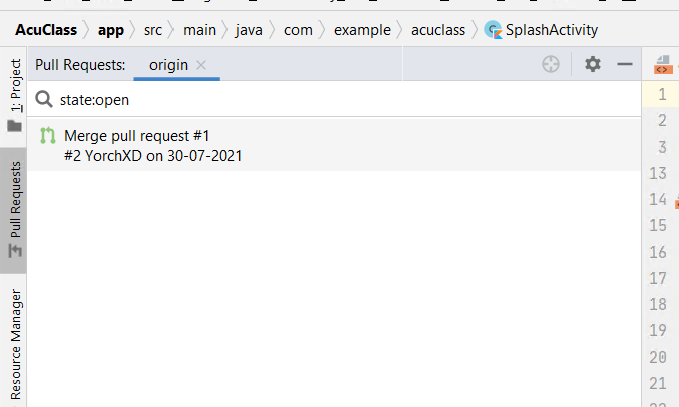 AcuClass app src main java com example acuclass SplashActivity
Pull Requests: origin
state:open
Merge pull request #1
#2 YorchXD on 30-07-2021
1: Project
Pull Requests
Resource Manager
1
2
3
13
14
15
16
17
18
19
20
21